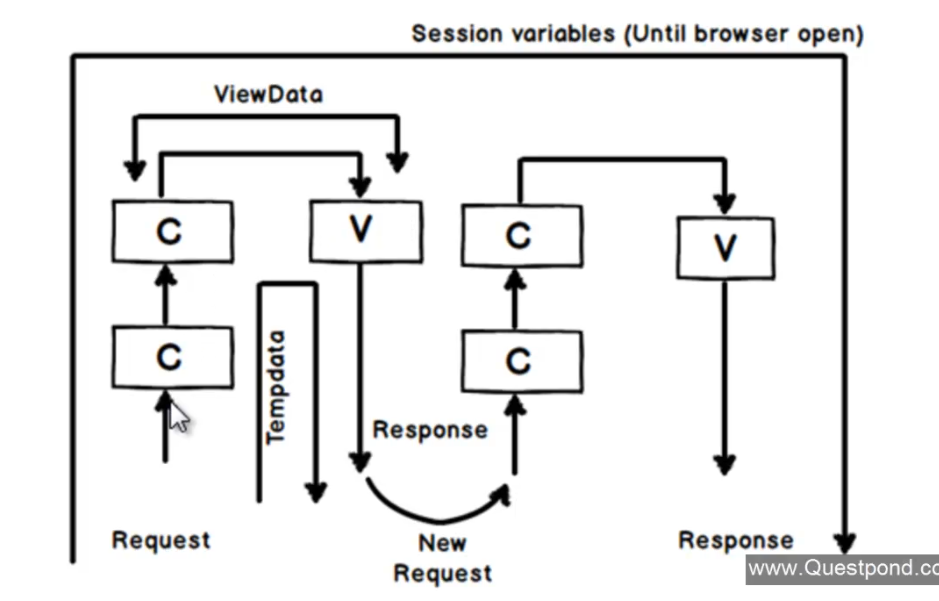 Session variables (Until browser open)
ViewData
C
V
C
V
C
C
Tempdata
Response
Request
New
Request
Response
www.Questpond.co